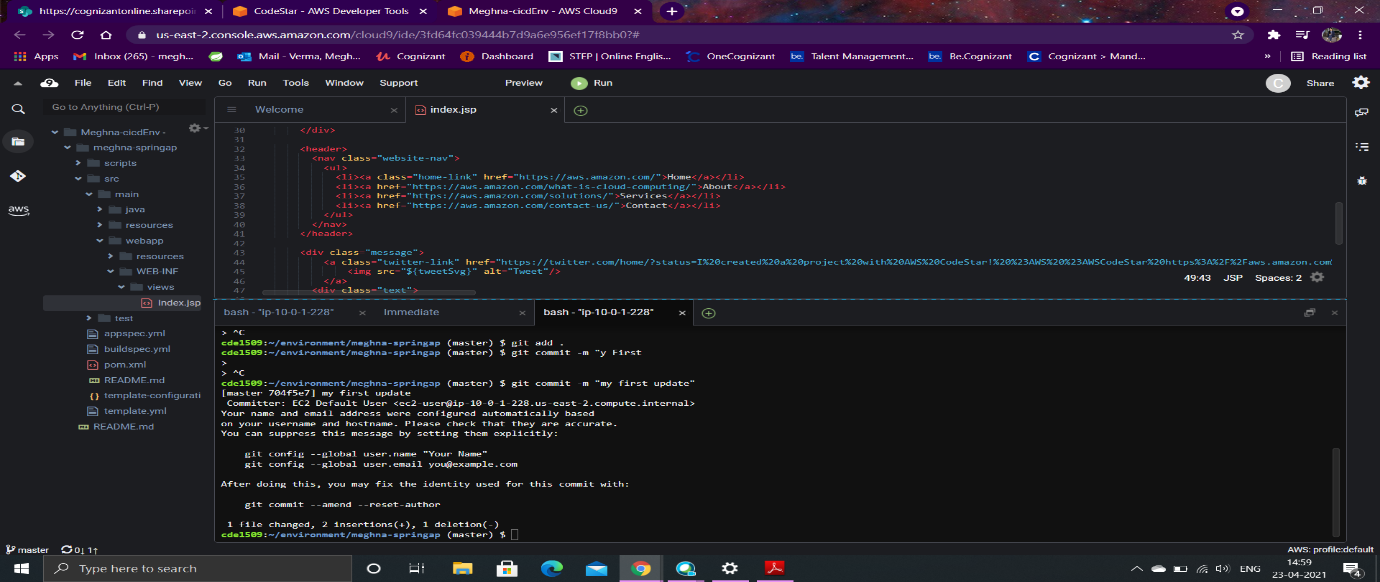 https://cognizantonline.sharepoi
CodeStar - AWS Developer Tools
Meghna-cicdEnv - AWS Cloud9
us-east-2.console.aws.amazon.com/cloud9/ide/3fd64fc039444b7d9a6e956ef17f8bb0?#
Apps
Inbox (265) - megh...
Mail - Verma, Megh...
Cognizant
Dashboard
STEP | Online Englis...
OneCognizant
be. Talent Management...
be. Be.Cognizant
C Cognizant > Mand...
»
Reading list
9 File Edit Find View Go Run Tools Window Support
Preview
Run
C
Share
Go to Anything (Ctrl-P)
Welcome
index.jsp
Meghna-cicdEnv -
meghna-springap
scripts
src
main
java
resources
webapp
resources
WEB-INF
views
index.jsp
test
appspec.yml
buildspec.yml
pom.xml
README.md
template-configurati
template.yml
README.md
aws
30 </div>
31
32 <header>
33 <nav class="website-nav">
34 <ul>
35 <li><a class="home-link" href="https://aws.amazon.com/">Home</a></li>
36 <li><a href="https://aws.amazon.com/what-is-cloud-computing/">About</a></li>
37 <li><a href="https://aws.amazon.com/solutions/">Services</a></li>
38 <li><a href="https://aws.amazon.com/contact-us/">Contact</a></li>
39 </ul>
40 </nav>
41 </header>
42
43 <div class="message">
44 <a class="twitter-link" href="https://twitter.com/home/?status=I%20created%20a%20project%20with%20AWS%20CodeStar!%20%23AWS%20%23AWSCodeStar%20https%3A%2F%2Faws.amazon.com
45 <img src="${tweetSvg}" alt="Tweet"/>
46 </a>
47 <div class="text">
49:43 JSP Spaces: 2
bash - "ip-10-0-1-228"
Immediate
bash - "ip-10-0-1-228"
> ^C
cde1509:~/environment/meghna-springap (master) $ git add .
cde1509:~/environment/meghna-springap (master) $ git commit -m "y First
>
> ^C
cde1509:~/environment/meghna-springap (master) $ git commit -m "my first update"
[master 704f5e7] my first update
Committer: EC2 Default User <ec2-user@ip-10-0-1-228.us-east-2.compute.internal>
Your name and email address were configured automatically based
on your username and hostname. Please check that they are accurate.
You can suppress this message by setting them explicitly:
git config --global user.name "Your Name"
git config --global user.email you@example.com
After doing this, you may fix the identity used for this commit with:
git commit --amend --reset-author
1 file changed, 2 insertions(+), 1 deletion(-)
cde1509:~/environment/meghna-springap (master) $
master 0↓ 1↑
AWS: profile:default
Type here to search
ENG
14:59
23-04-2021
4